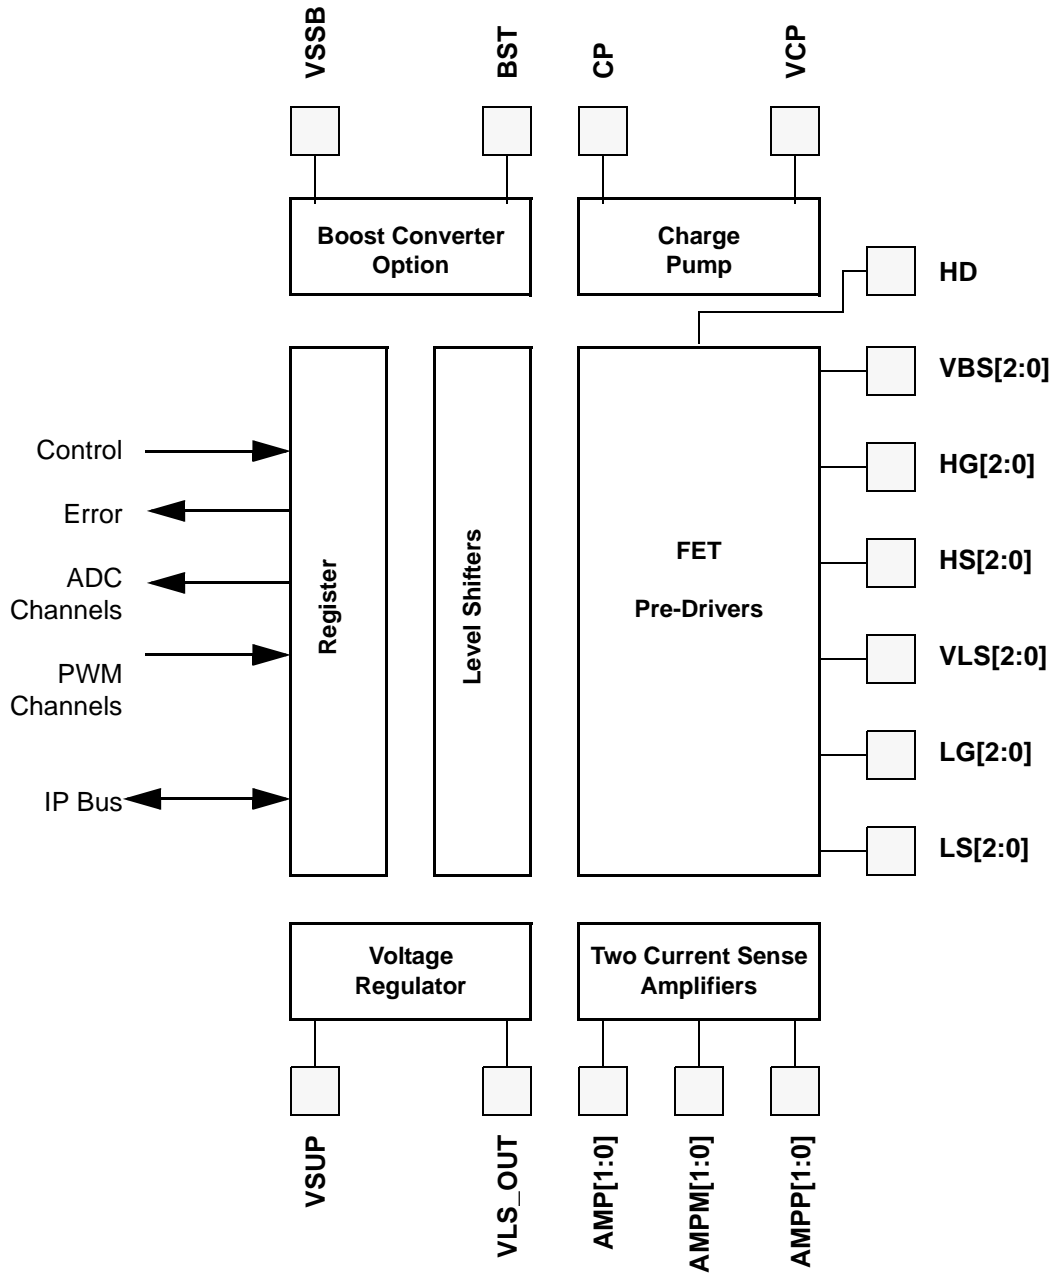 VSSB
BST
CP
VCP
Boost Converter
Option
Charge
Pump
HD
VBS[2:0]
HG[2:0]
HS[2:0]
VLS[2:0]
LG[2:0]
LS[2:0]
Control
Error
ADC
Channels
PWM
Channels
IP Bus
Register
Level Shifters
FET
Pre-Drivers
Voltage
Regulator
Two Current Sense
Amplifiers
VSUP
VLS_OUT
AMP[1:0]
AMPM[1:0]
AMPP[1:0]